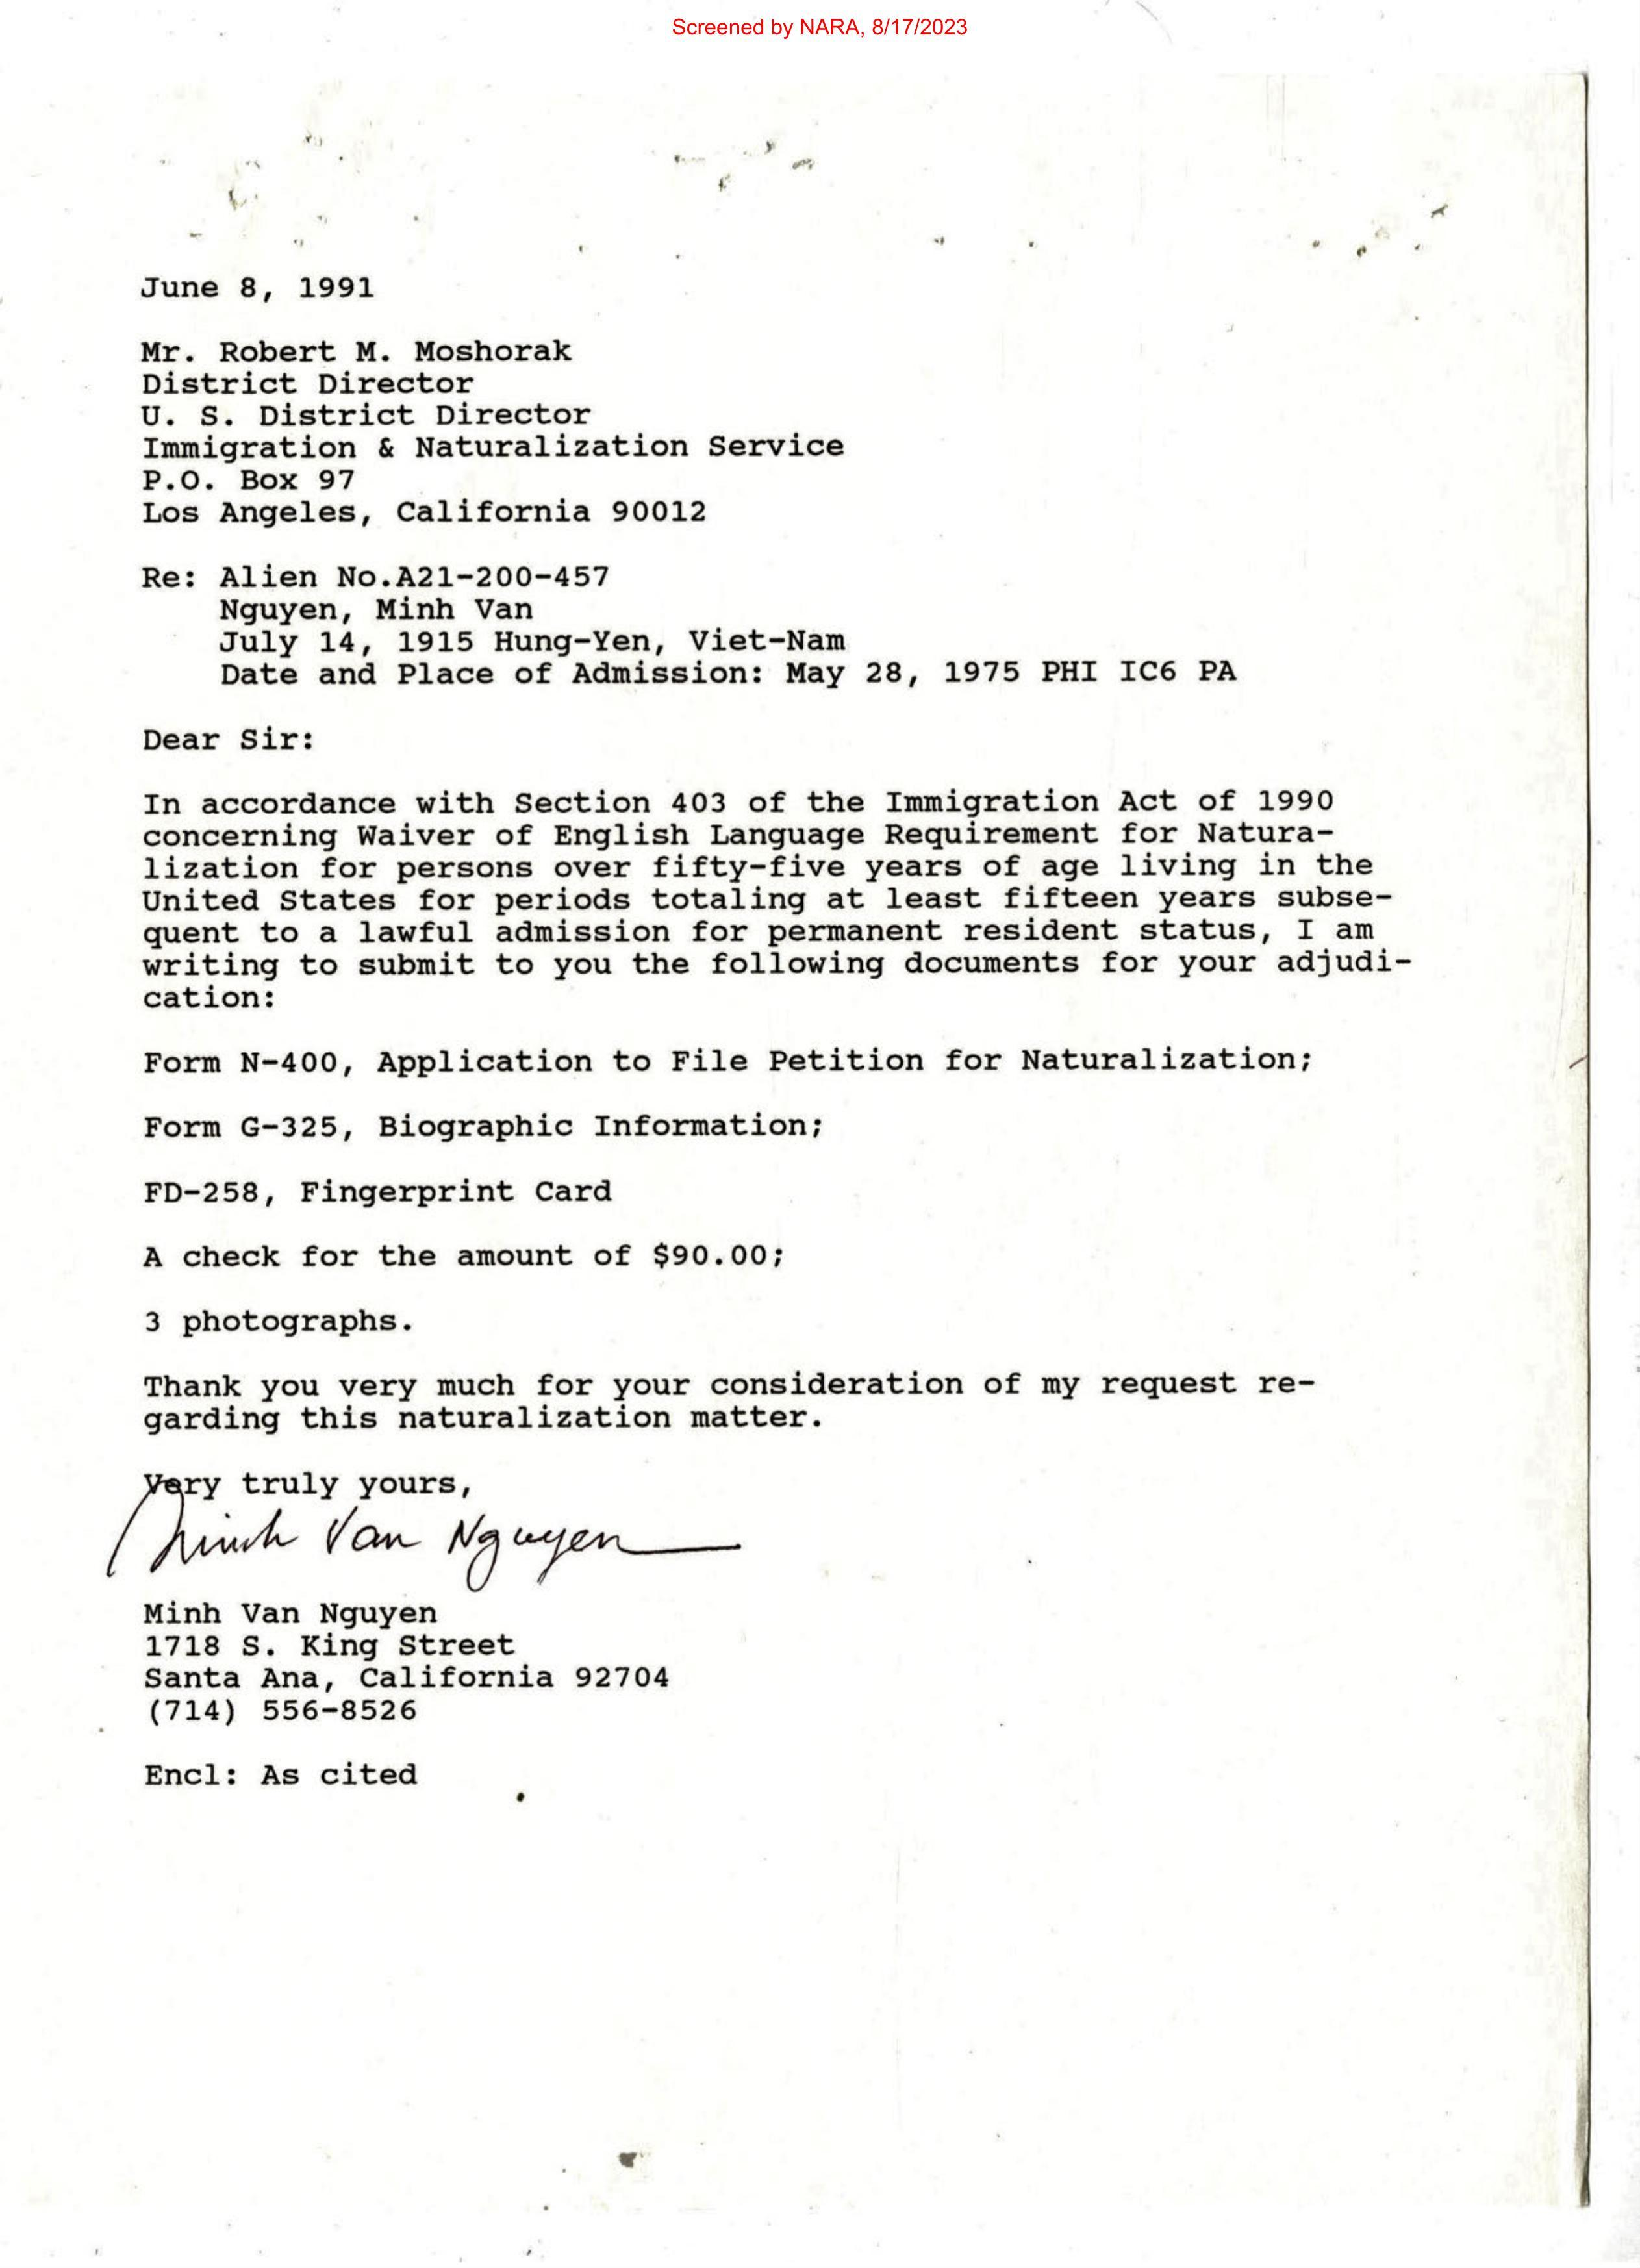 Screened by NARA, 8/17/2023
June 8, 1991
Mr. Robert M. Moshorak
District Director
U. S. District Director
Immigration & Naturalization Service
P.O. Box 97
Los Angeles, California 90012
Re: Alien No.A21-200-457
Nguyen, Minh Van
July 14, 1915 Hung-Yen, Viet-Nam
Date and Place of Admission: May 28, 1975 PHI IC6 PA
Dear Sir:
In accordance with Section 403 of the Immigration Act of 1990
concerning Waiver of English Language Requirement for Natura-
lization for persons over fifty-five years of age living in the
United States for periods totaling at least fifteen years subse-
quent to a lawful admission for permanent resident status, I am
writing to submit to you the following documents for your adjudi-
cation:
Form N-400, Application to File Petition for Naturalization;
Form G-325, Biographic Information;
FD-258, Fingerprint Card
A check for the amount of $90.00;
3 photographs.
Thank you very much for your consideration of my request re-
garding this naturalization matter.
Very truly yours,
Minh Van Nguyen
Minh Van Nguyen
1718 S. King Street
Santa Ana, California 92704
(714) 556-8526
Encl: As cited